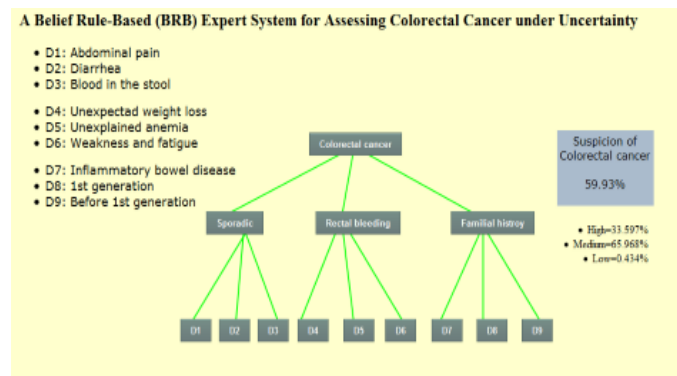 A Belief Rule-Based (BRB) Expert System for Assessing Colorectal Cancer under Uncertainty
• D1: Abdominal pain
• D2: Diarrhea
• D3: Blood in the stool
• D4: Unexpectad weight loss
• D5: Unexplained anemia
• D6: Weakness and fatigue
• D7: Inflammatory bowel disease
• D8: 1st generation
• D9: Before 1st generation
Colorectal cancer
Suspicion of
Colorectal cancer
59.93%
• High=33.597%
• Medium=65.968%
• Low=0.434%
Sporadic
Rectal bleeding
Familial histroy
D1
D2
D3
D4
D5
D6
D7
D8
D9